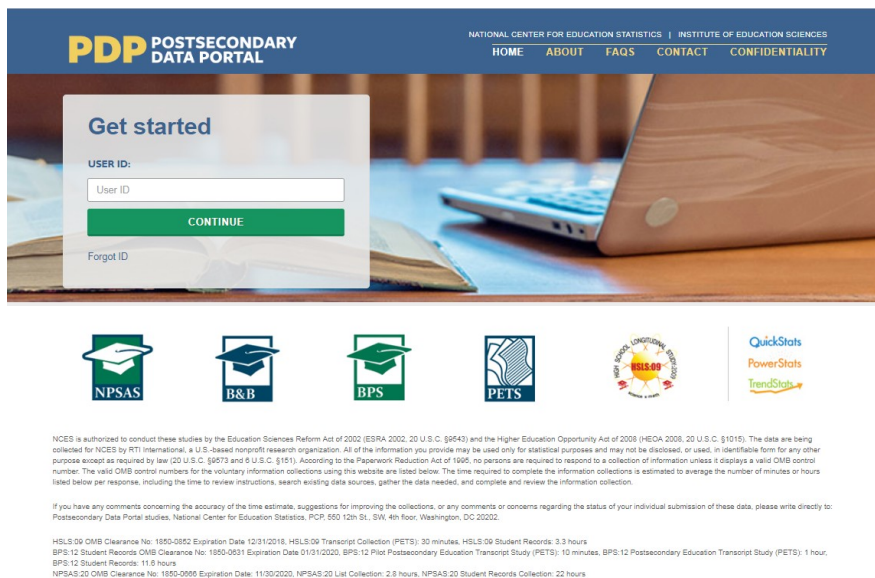 NATIONAL CENTER FOR EDUCATION STATISTICS | INSTITUTE OF EDUCATION SCIENCES
PDP POSTSECONDARY DATA PORTAL
HOME ABOUT FAQS CONTACT CONFIDENTIALITY
Get started
USER ID:
User ID
CONTINUE
Forgot ID
NPSAS
B&B
BPS
PETS
HIGH SCHOOL LONGITUDINAL STUDY-2009
HSLS:09
science & math
QuickStats
PowerStats
TrendStats
NCES is authorized to conduct these studies by the Education Sciences Reform Act of 2002 (ESRA 2002, 20 U.S.C. §9543) and the Higher Education Opportunity Act of 2008 (HEOA 2008, 20 U.S.C. §1015). The data are being
collected for NCES by RTI International, a U.S.-based nonprofit research organization. All of the information you provide may be used only for statistical purposes and may not be disclosed, or used, in identifiable form for any other
purpose except as required by law (20 U.S.C. §9573 and 6 U.S.C. §151). According to the Paperwork Reduction Act of 1995, no persons are required to respond to a collection of information unless it displays a valid OMB control
number. The valid OMB control numbers for the voluntary information collections using this website are listed below. The time required to complete the information collections is estimated to average the number of minutes or hours
listed below per response, including the time to review instructions, search existing data sources, gather the data needed, and complete and review the information collection.
If you have any comments concerning the accuracy of the time estimate, suggestions for improving the collections, or any comments or concerns regarding the status of your individual submission of these data, please write directly to:
Postsecondary Data Portal studies, National Center for Education Statistics, PCP, 550 12th St., SW, 4th floor, Washington, DC 20202.
HSLS:09 OMB Clearance No: 1850-0852 Expiration Date 12/31/2018, HSLS:09 Transcript Collection (PETS): 30 minutes, HSLS:09 Student Records: 3.3 hours
BPS:12 Student Records OMB Clearance No: 1850-0631 Expiration Date 01/31/2020, BPS:12 Pilot Postsecondary Education Transcript Study (PETS): 10 minutes, BPS:12 Postsecondary Education Transcript Study (PETS): 1 hour,
BPS:12 Student Records: 11.6 hours
NPSAS:20 OMB Clearance No: 1850-0666 Expiration Date: 11/30/2020, NPSAS:20 List Collection: 2.8 hours, NPSAS:20 Student Records Collection: 22 hours